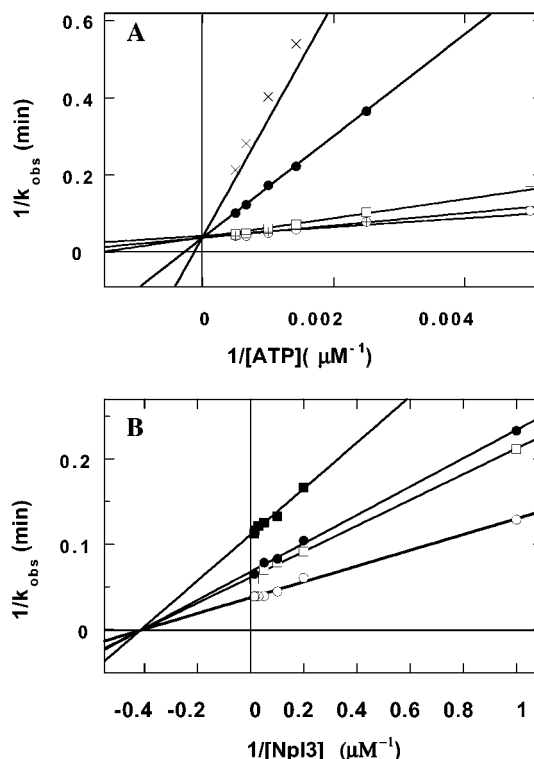 A
0.6
0.4
0.2
0
1/k obs (min)
0 0.002 0.004
1/[ATP]( μM⁻¹)
B
0.2
0.1
0
1/k obs (min)
-0.4 -0.2 0 0.2 0.4 0.6 0.8 1
1/[Npl3] (μM⁻¹)